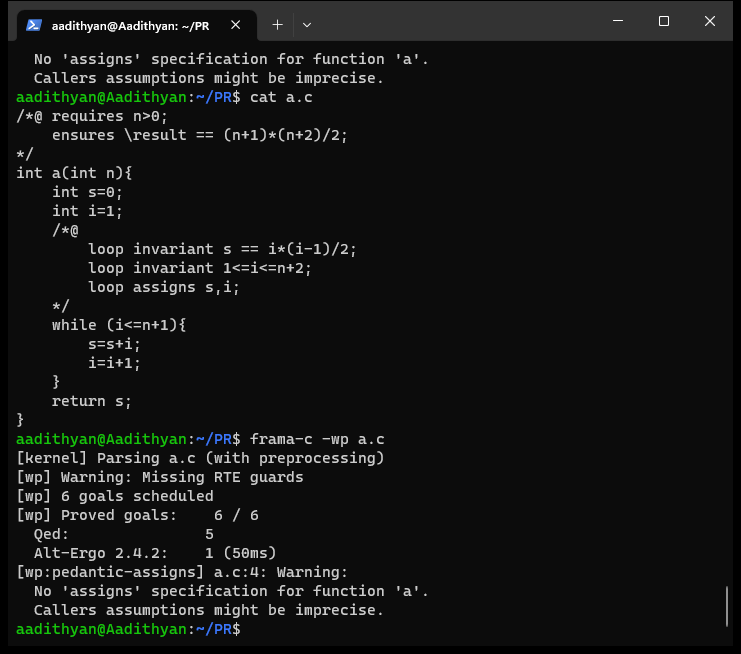 aadithyan@Aadithyan: ~/PR
  No 'assigns' specification for function 'a'.
  Callers assumptions might be imprecise.
aadithyan@Aadithyan:~/PR$ cat a.c
/*@ requires n>0;
    ensures \result == (n+1)*(n+2)/2;
*/
int a(int n){
    int s=0;
    int i=1;
    /*@
        loop invariant s == i*(i-1)/2;
        loop invariant 1<=i<=n+2;
        loop assigns s,i;
    */
    while (i<=n+1){
        s=s+i;
        i=i+1;
    }
    return s;
}
aadithyan@Aadithyan:~/PR$ frama-c -wp a.c
[kernel] Parsing a.c (with preprocessing)
[wp] Warning: Missing RTE guards
[wp] 6 goals scheduled
[wp] Proved goals:    6 / 6
  Qed:               5
  Alt-Ergo 2.4.2:    1 (50ms)
[wp:pedantic-assigns] a.c:4: Warning:
  No 'assigns' specification for function 'a'.
  Callers assumptions might be imprecise.
aadithyan@Aadithyan:~/PR$